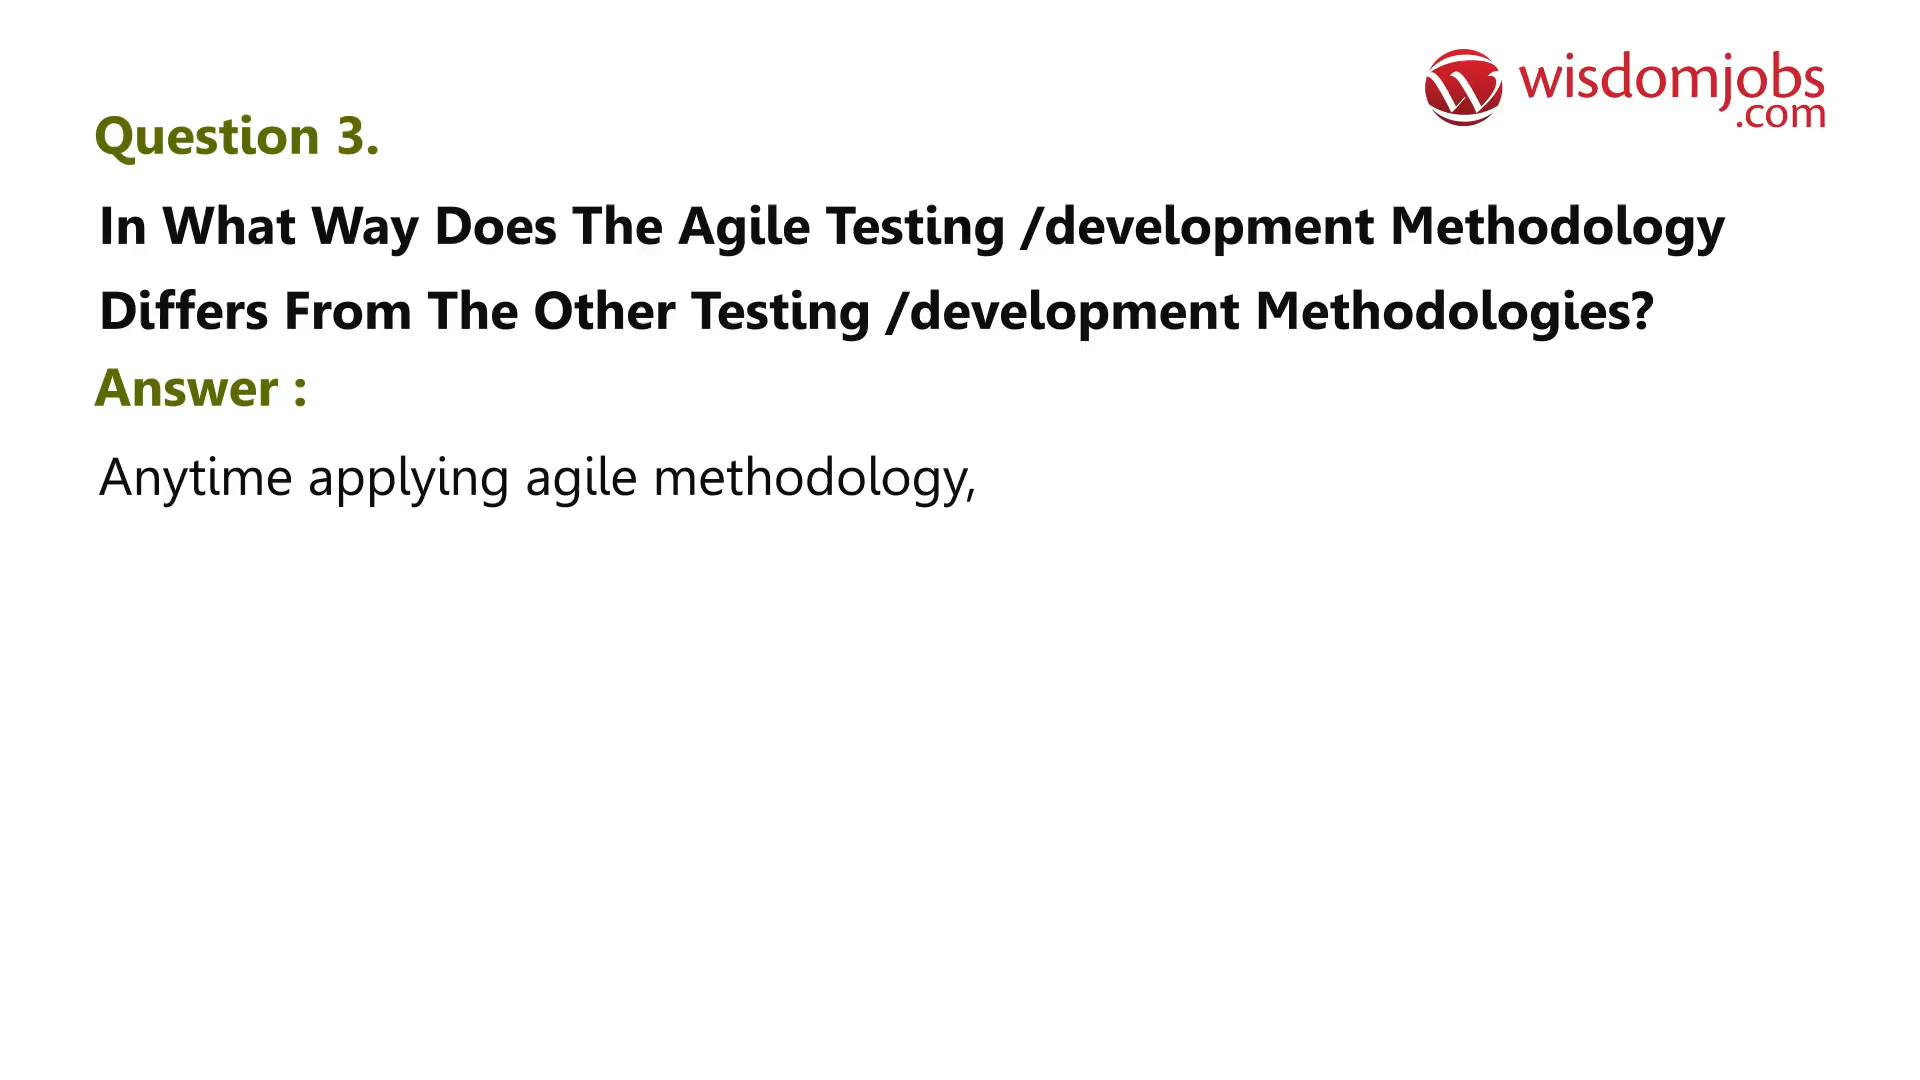 wisdomjobs
.com
Question 3.
In What Way Does The Agile Testing /development Methodology
Differs From The Other Testing /development Methodologies?
Answer :
Anytime applying agile methodology,